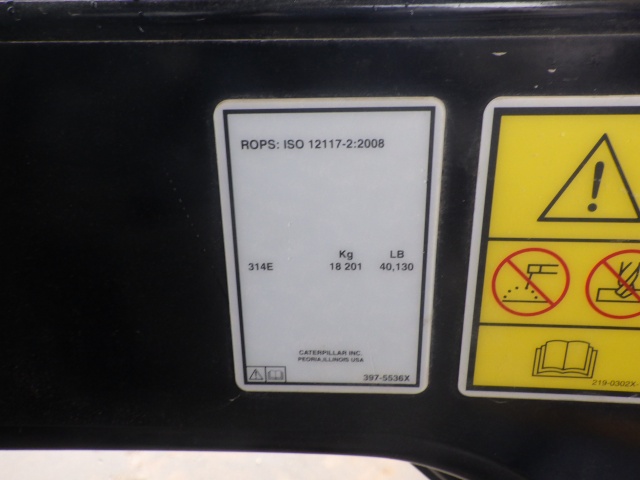 ROPS: ISO 12117-2:2008
Kg LB
314E 18 201 40,130
CATERPILLAR INC.
PEORIA,ILLINOIS USA
397-5536X
219-0302X-